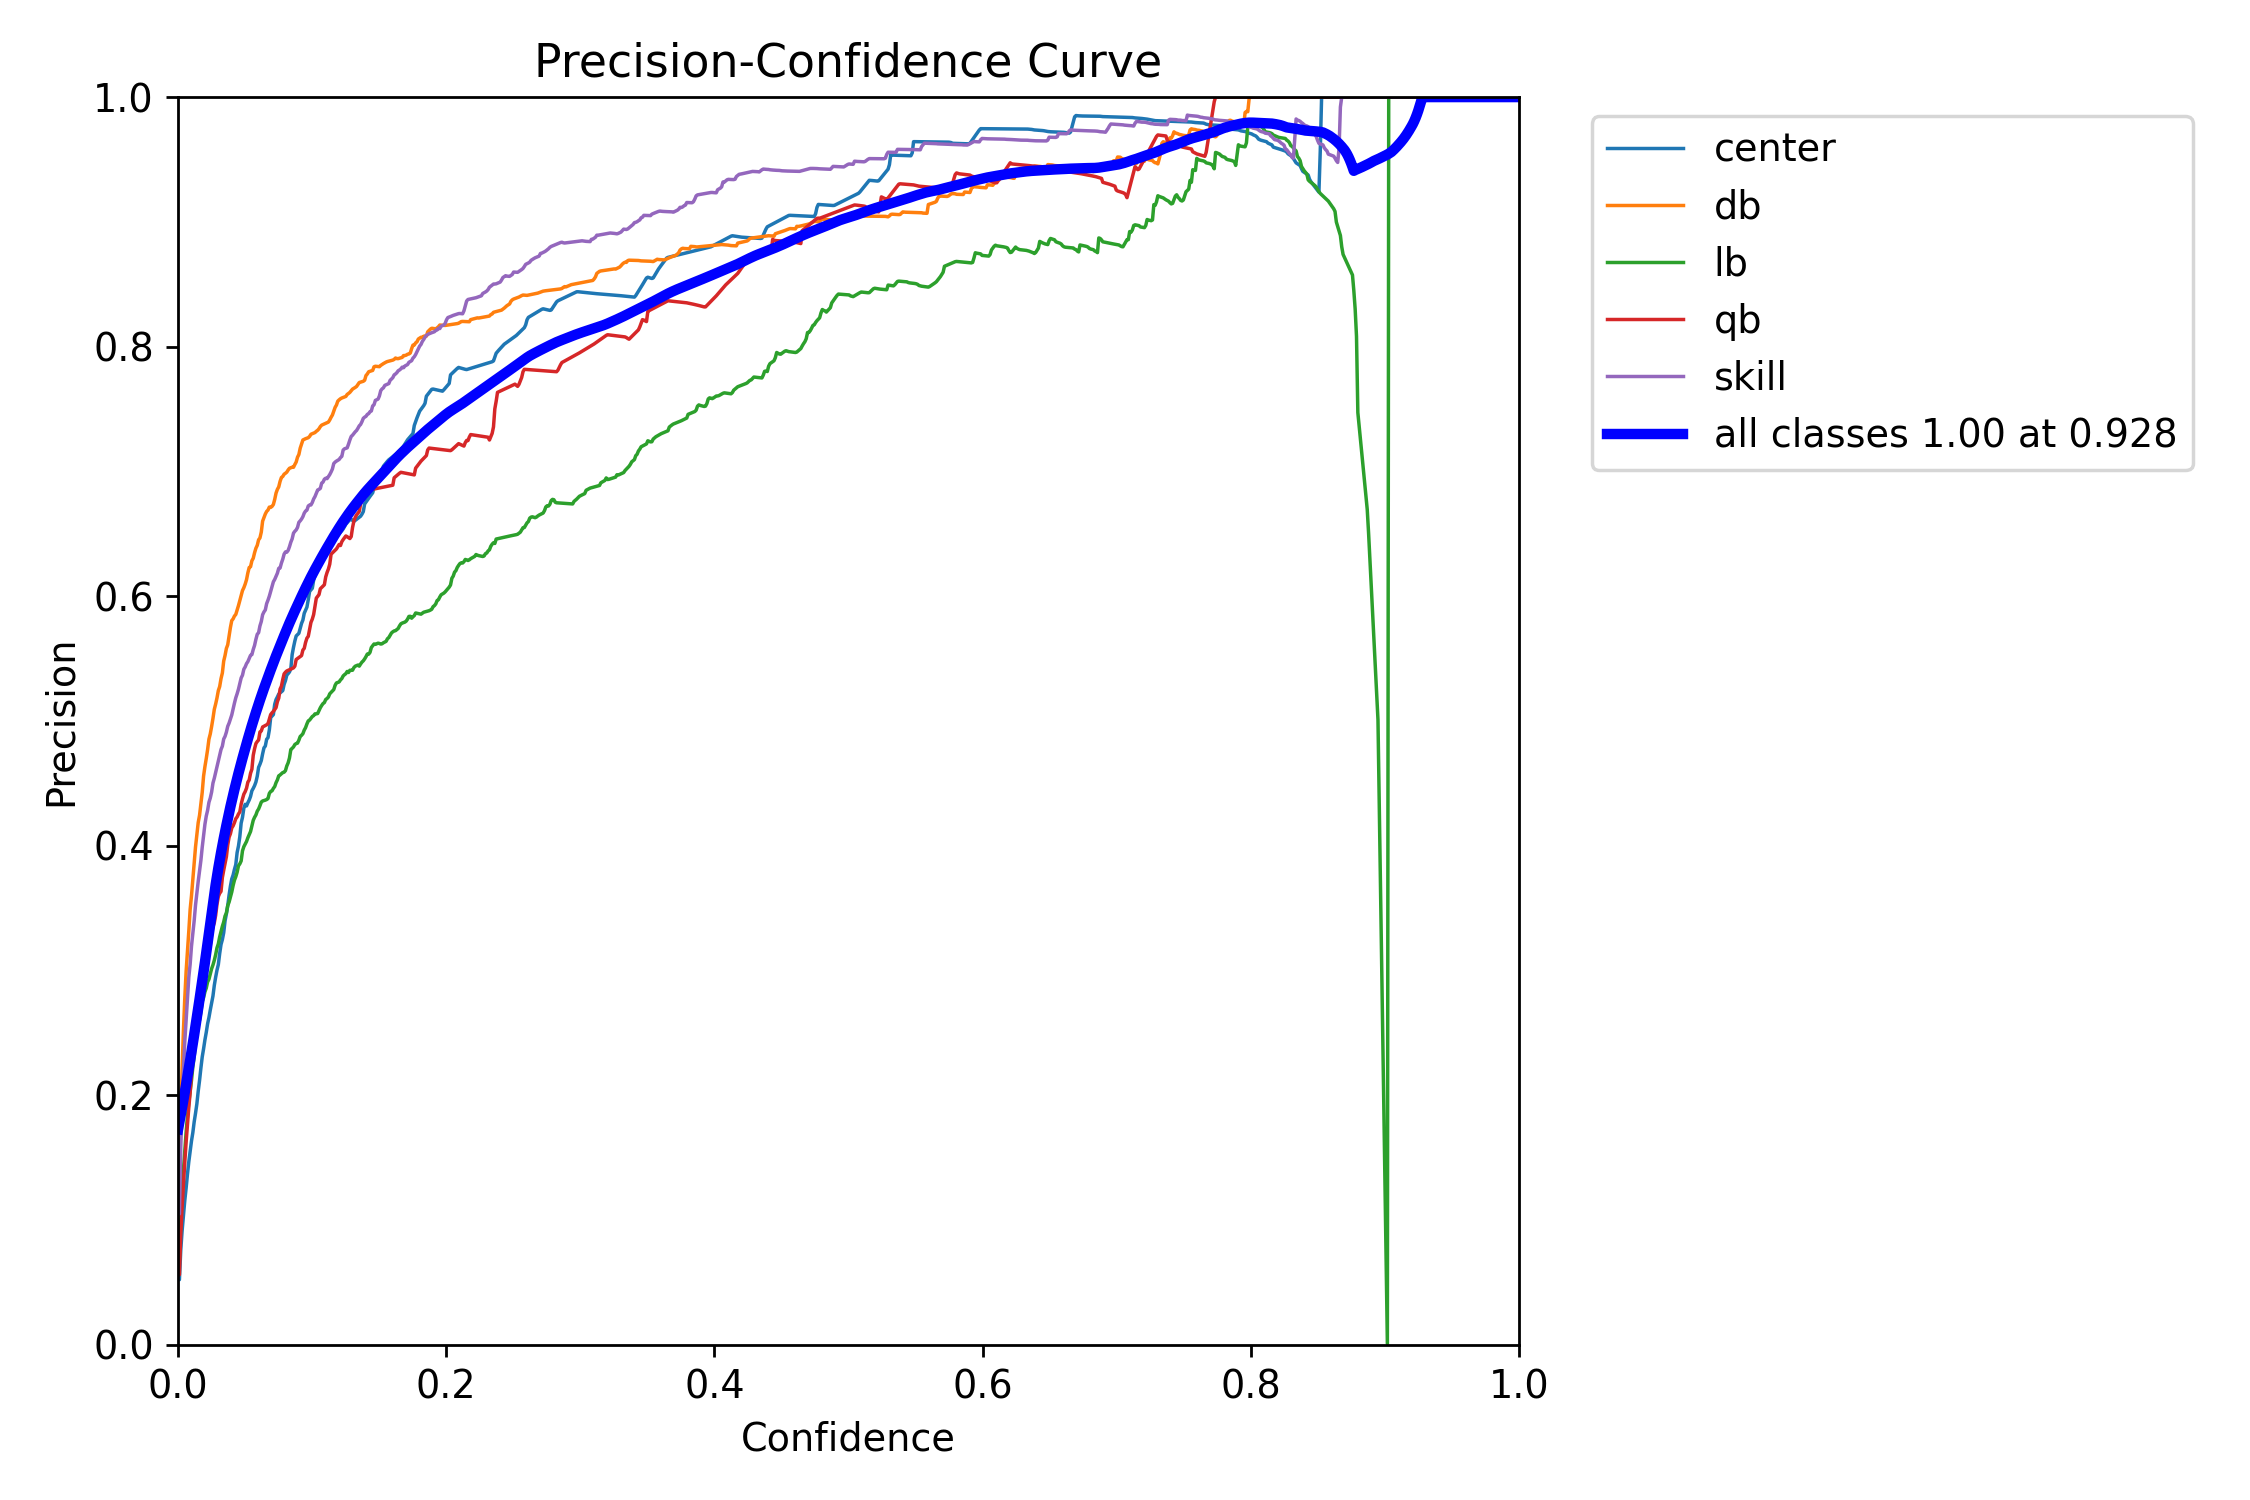 Precision-Confidence Curve
1.0
0.8
0.6
0.4
0.2
0.0
Precision
0.0 0.2 0.4 0.6 0.8 1.0
Confidence
center
db
lb
qb
skill
all classes 1.00 at 0.928